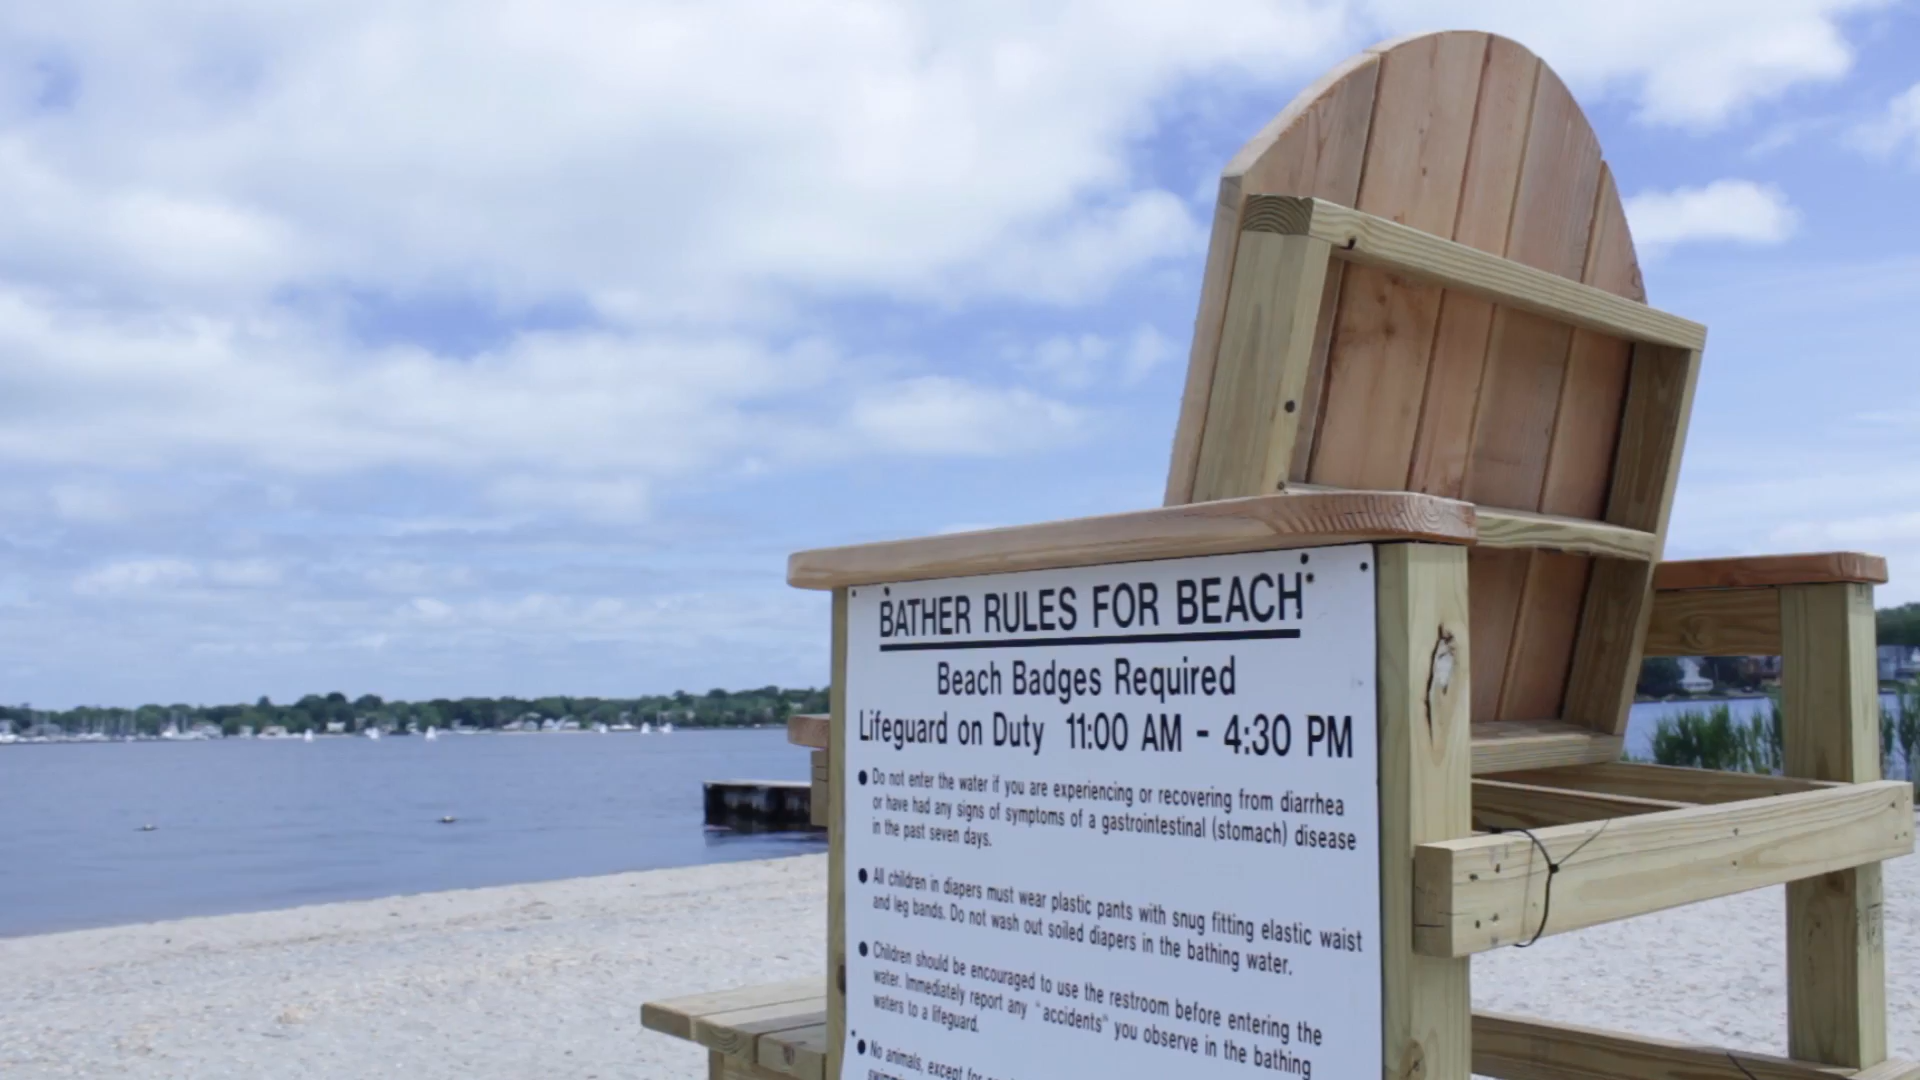 BATHER RULES FOR BEACH
Beach Badges Required
Lifeguard on Duty 11:00 AM - 4:30 PM
● Do not enter the water if you are experiencing or recovering from diarrhea
or have had any signs of symptoms of a gastrointestinal (stomach) disease
in the past seven days.
● All children in diapers must wear plastic pants with snug fitting elastic waist
and leg bands. Do not wash out soiled diapers in the bathing water.
● Children should be encouraged to use the restroom before entering the
water. Immediately report any "accidents" you observe in the bathing
waters to a lifeguard.
● No animals, except for